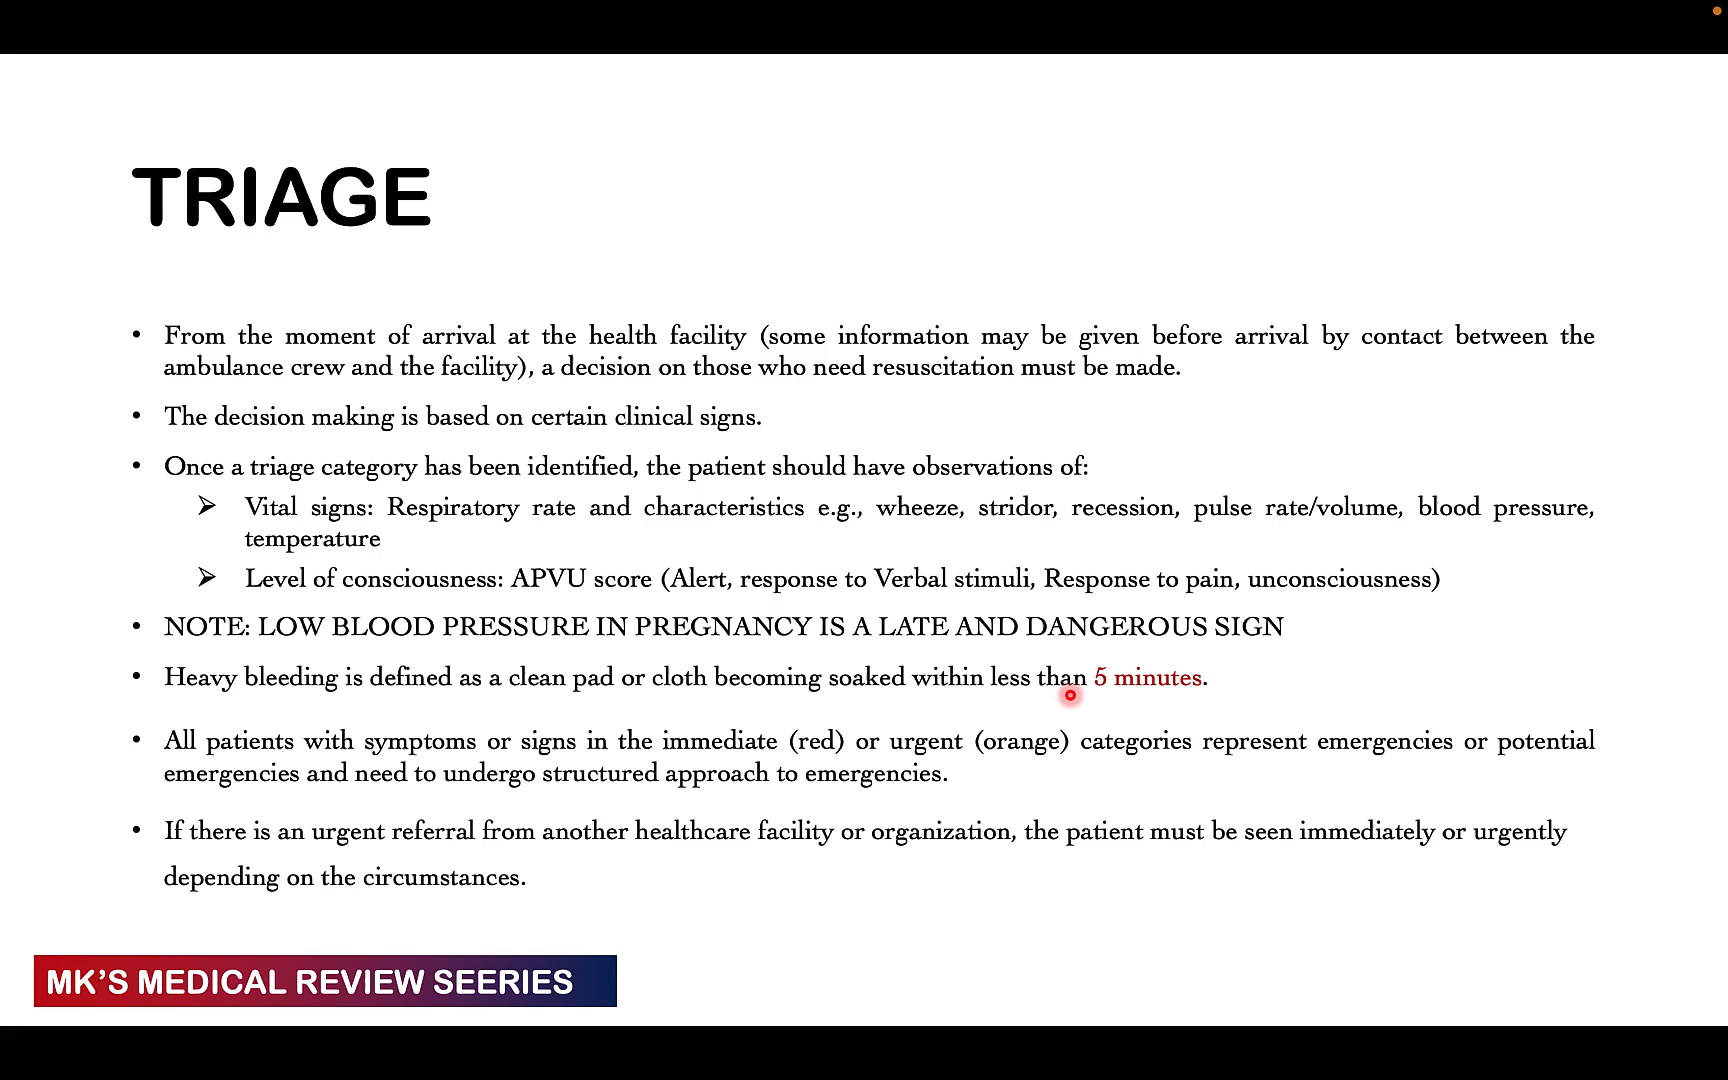 TRIAGE
• From the moment of arrival at the health facility (some information may be given before arrival by contact between the
ambulance crew and the facility), a decision on those who need resuscitation must be made.
• The decision making is based on certain clinical signs.
• Once a triage category has been identified, the patient should have observations of:
➢ Vital signs: Respiratory rate and characteristics e.g., wheeze, stridor, recession, pulse rate/volume, blood pressure,
temperature
➢ Level of consciousness: APVU score (Alert, response to Verbal stimuli, Response to pain, unconsciousness)
• NOTE: LOW BLOOD PRESSURE IN PREGNANCY IS A LATE AND DANGEROUS SIGN
• Heavy bleeding is defined as a clean pad or cloth becoming soaked within less than 5 minutes.
• All patients with symptoms or signs in the immediate (red) or urgent (orange) categories represent emergencies or potential
emergencies and need to undergo structured approach to emergencies.
• If there is an urgent referral from another healthcare facility or organization, the patient must be seen immediately or urgently
depending on the circumstances.
MK'S MEDICAL REVIEW SEERIES